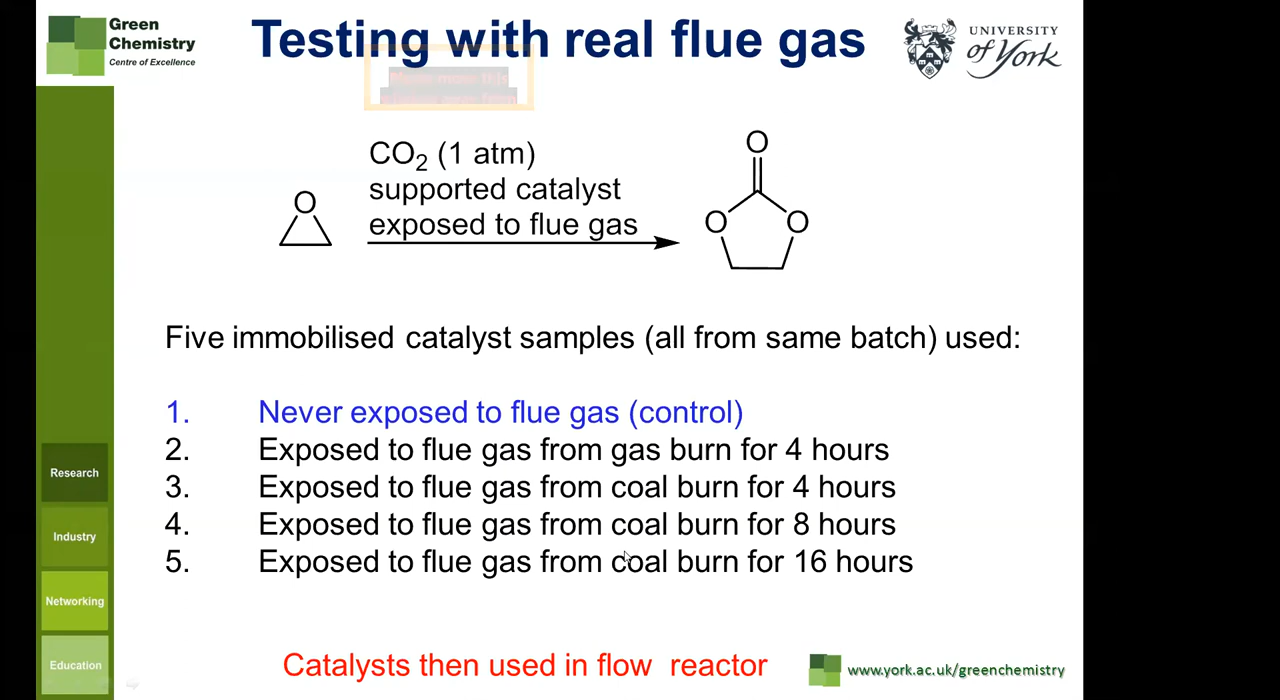 Green
Chemistry
Centre of Excellence
Testing with real flue gas
UNIVERSITY
of York
CO2 (1 atm)
supported catalyst
exposed to flue gas
O
O
O
O
Five immobilised catalyst samples (all from same batch) used:
1. Never exposed to flue gas (control)
2. Exposed to flue gas from gas burn for 4 hours
3. Exposed to flue gas from coal burn for 4 hours
4. Exposed to flue gas from coal burn for 8 hours
5. Exposed to flue gas from coal burn for 16 hours
Research
Industry
Networking
Education
Catalysts then used in flow reactor
www.york.ac.uk/greenchemistry